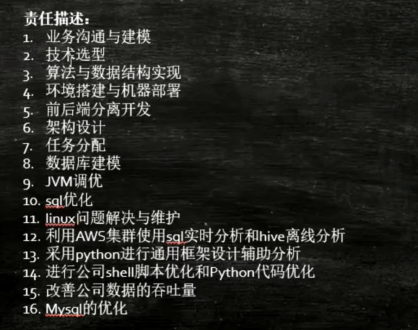 责任描述：
1. 业务沟通与建模
2. 技术选型
3. 算法与数据结构实现
4. 环境搭建与机器部署
5. 前后端分离开发
6. 架构设计
7. 任务分配
8. 数据库建模
9. JVM调优
10. sql优化
11. linux问题解决与维护
12. 利用AWS集群使用sql实时分析和hive离线分析
13. 采用python进行通用框架设计辅助分析
14. 进行公司shell脚本优化和Python代码优化
15. 改善公司数据的吞吐量
16. Mysql的优化